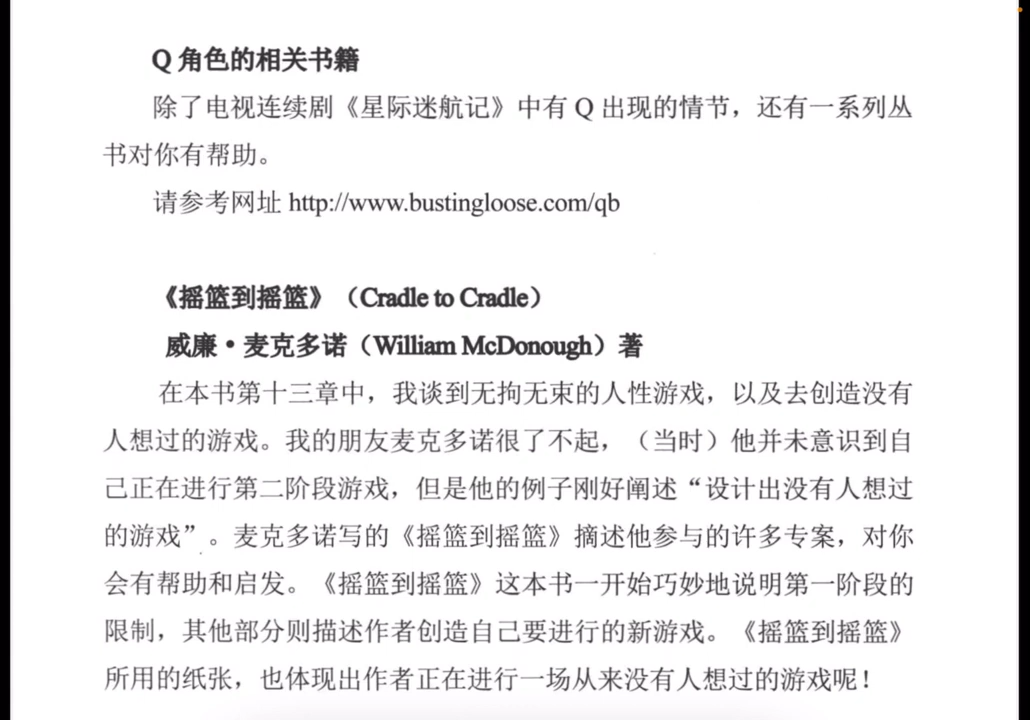 Q 角色的相关书籍
除了电视连续剧《星际迷航记》中有 Q 出现的情节，还有一系列丛
书对你有帮助。
请参考网址 http://www.bustingloose.com/qb
《摇篮到摇篮》（Cradle to Cradle）
威廉·麦克多诺（William McDonough）著
在本书第十三章中，我谈到无拘无束的人性游戏，以及去创造没有
人想过的游戏。我的朋友麦克多诺很了不起，（当时）他并未意识到自
己正在进行第二阶段游戏，但是他的例子刚好阐述“设计出没有人想过
的游戏”。麦克多诺写的《摇篮到摇篮》摘述他参与的许多专案，对你
会有帮助和启发。《摇篮到摇篮》这本书一开始巧妙地说明第一阶段的
限制，其他部分则描述作者创造自己要进行的新游戏。《摇篮到摇篮》
所用的纸张，也体现出作者正在进行一场从来没有人想过的游戏呢！